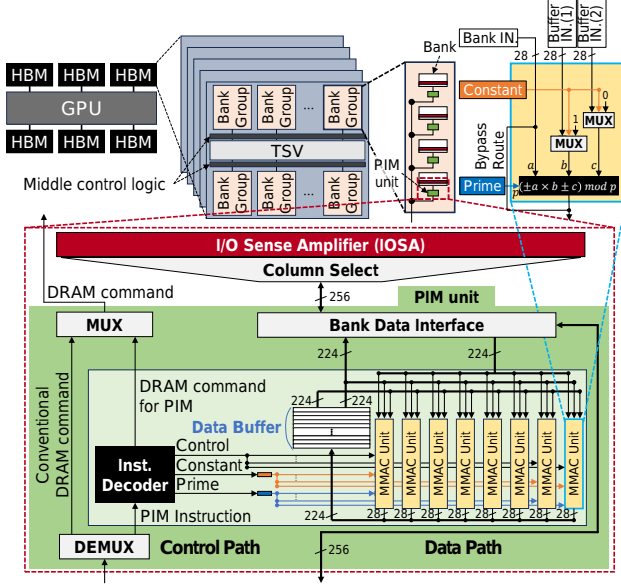 HBM HBM HBM
GPU
HBM HBM HBM
Bank Group
Bank Group
...
Bank Group
TSV
Middle control logic
Bank Group
Bank Group
...
Bank Group
Bank
PIM unit
Bank IN.
Buffer IN.(1)
Buffer IN.(2)
28
28
28
Constant
0
MUX
1
MUX
Bypass Route
a
b
c
Prime
p
(±a × b ± c) mod p
I/O Sense Amplifier (IOSA)
Column Select
DRAM command
256
PIM unit
MUX
Bank Data Interface
224
224
Conventional DRAM command
DRAM command for PIM
224
224
Data Buffer
⋮
Control
Constant
Prime
Inst. Decoder
MMAC Unit
MMAC Unit
MMAC Unit
MMAC Unit
MMAC Unit
MMAC Unit
MMAC Unit
MMAC Unit
PIM Instruction
224
28
28
28
28
28
28
28
28
DEMUX
Control Path
256
Data Path